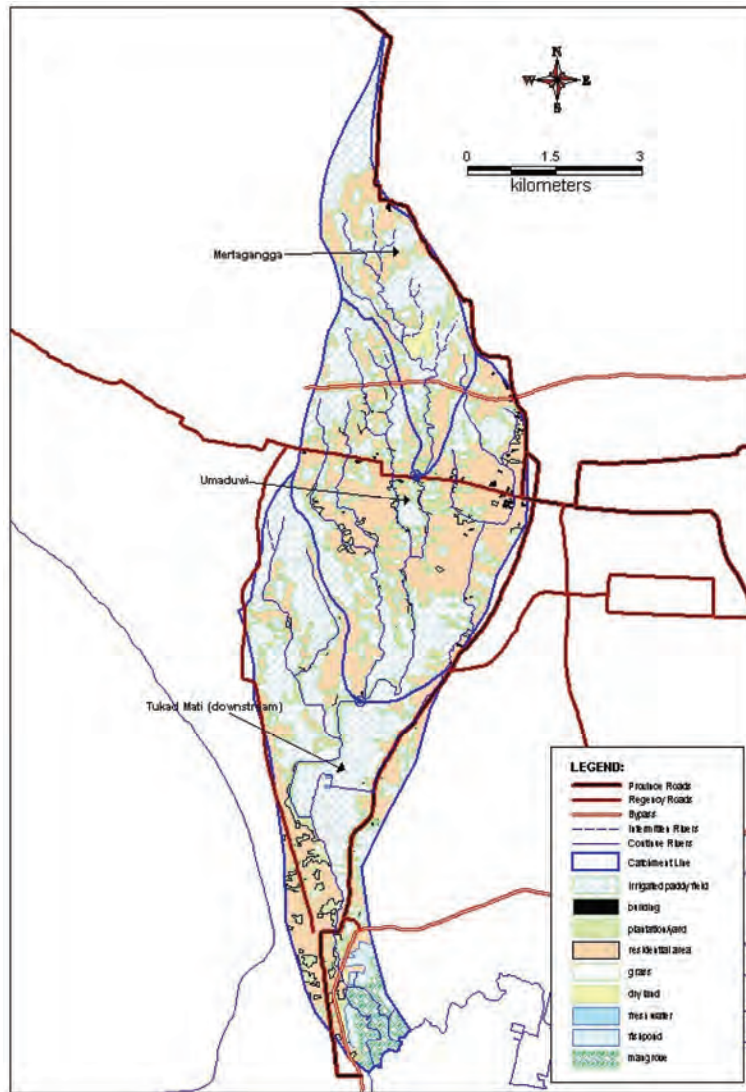 N
W E
S
0 1.5 3
kilometers
Mertagangga
Umaduwi
Tukad Mati (downstream)
LEGEND:
Province Roads
Regency Roads
Bypass
Intermitten Rivers
Continue Rivers
Catchment Line
irrigated paddy field
building
plantation/yard
residential area
grass
dry land
fresh water
fishpond
mangrove